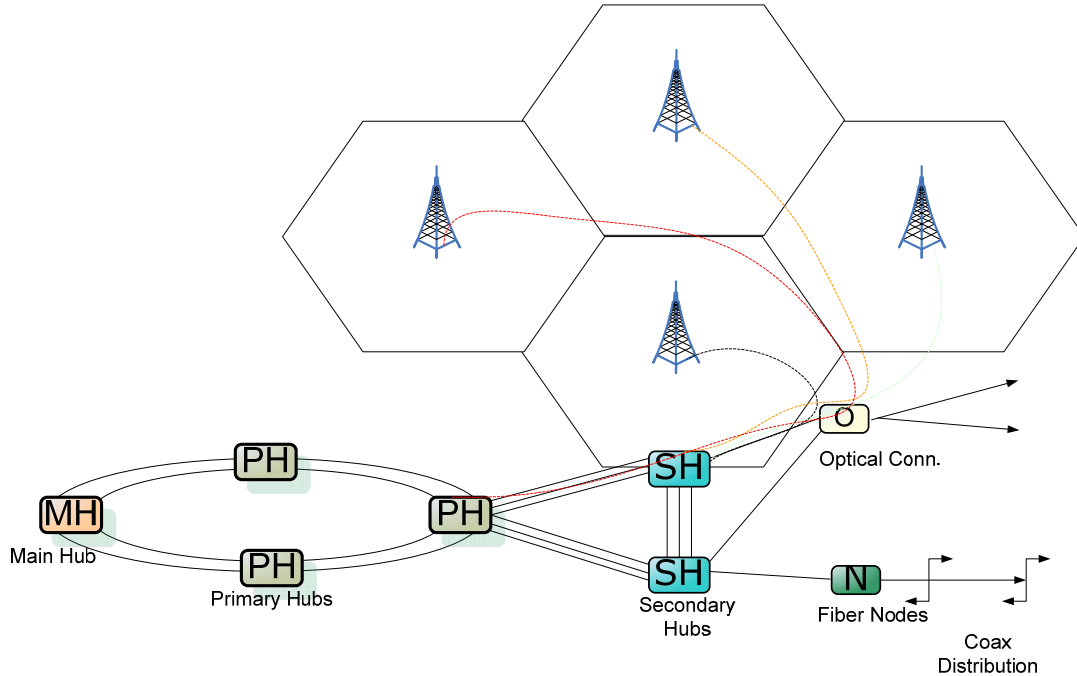 O
Optical Conn.
PH
SH
MH
PH
Main Hub
PH
SH
N
Primary Hubs
Secondary
Hubs
Fiber Nodes
Coax
Distribution